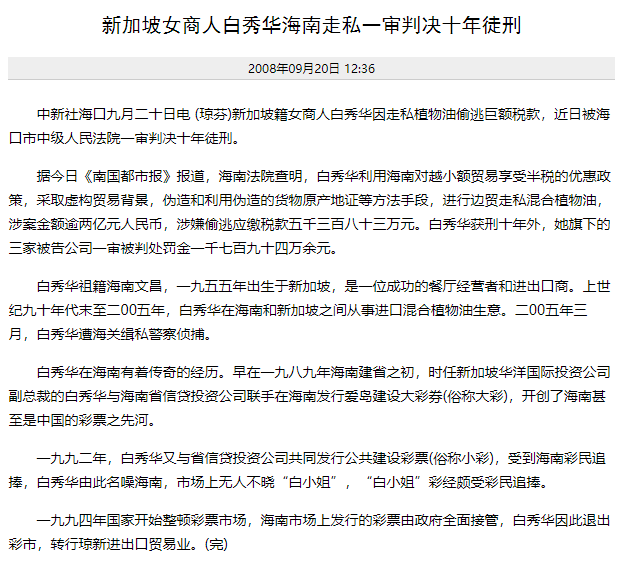 新加坡女商人白秀华海南走私一审判决十年徒刑
2008年09月20日 12:36
中新社海口九月二十日电 (琼芬)新加坡籍女商人白秀华因走私植物油偷逃巨额税款，近日被海
口市中级人民法院一审判决十年徒刑。
据今日《南国都市报》报道，海南法院查明，白秀华利用海南对越小额贸易享受半税的优惠政
策，采取虚构贸易背景，伪造和利用伪造的货物原产地证等方法手段，进行边贸走私混合植物油，
涉案金额逾两亿元人民币，涉嫌偷逃应缴税款五千三百八十三万元。白秀华获刑十年外，她旗下的
三家被告公司一审被判处罚金一千七百九十四万余元。
白秀华祖籍海南文昌，一九五五年出生于新加坡，是一位成功的餐厅经营者和进出口商。上世
纪九十年代末至二00五年，白秀华在海南和新加坡之间从事进口混合植物油生意。二00五年三
月，白秀华遭海关缉私警察侦捕。
白秀华在海南有着传奇的经历。早在一九八九年海南建省之初，时任新加坡华洋国际投资公司
副总裁的白秀华与海南省信贷投资公司联手在海南发行爱岛建设大彩券(俗称大彩)，开创了海南甚
至是中国的彩票之先河。
一九九二年，白秀华又与省信贷投资公司共同发行公共建设彩票(俗称小彩)，受到海南彩民追
捧，白秀华由此名噪海南，市场上无人不晓“白小姐”，“白小姐”彩经颇受彩民追捧。
一九九四年国家开始整顿彩票市场，海南市场上发行的彩票由政府全面接管，白秀华因此退出
彩市，转行琼新进出口贸易业。(完)